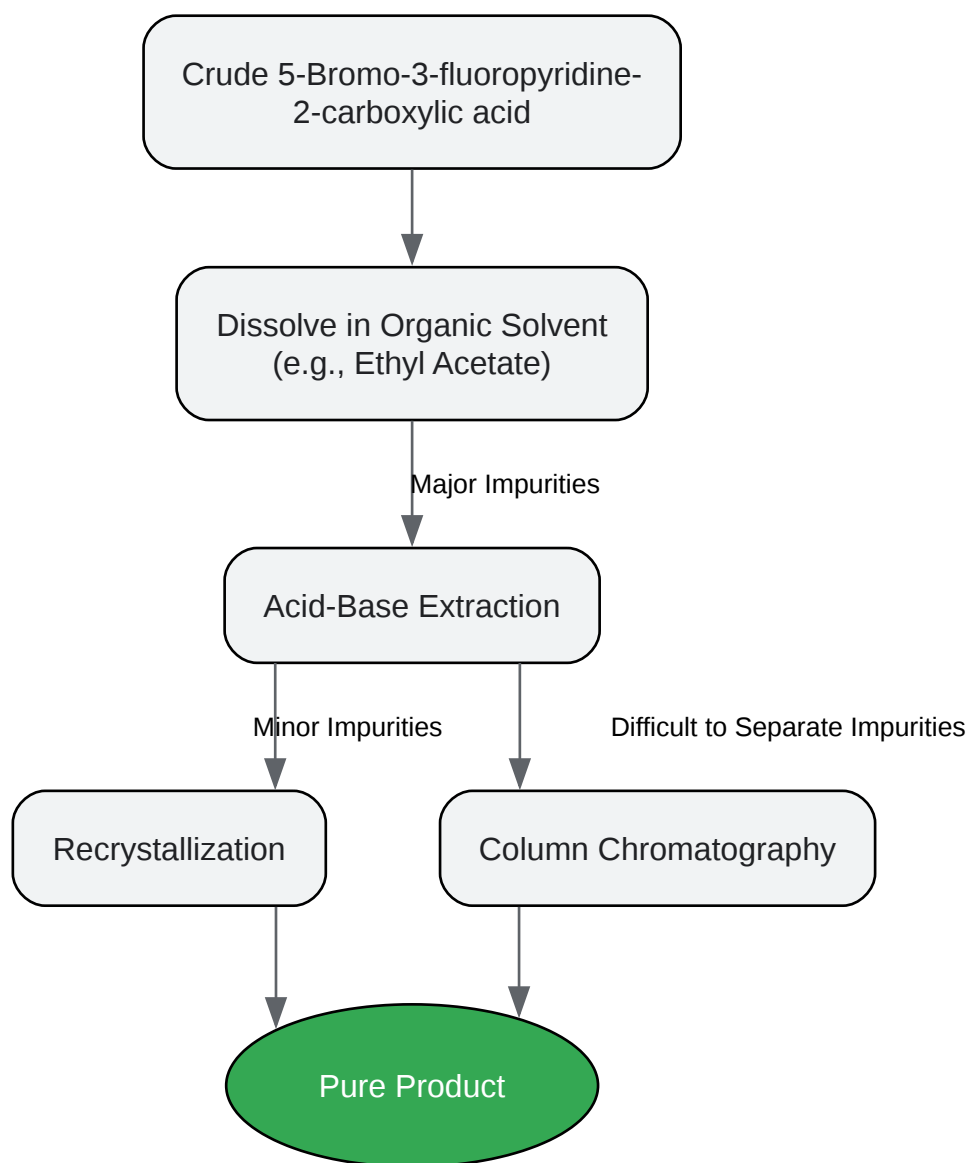 Crude 5-Bromo-3-fluoropyridine-
2-carboxylic acid
Dissolve in Organic Solvent
(e.g., Ethyl Acetate)
Major Impurities
Acid-Base Extraction
Minor Impurities
Difficult to Separate Impurities
Recrystallization
Column Chromatography
Pure Product